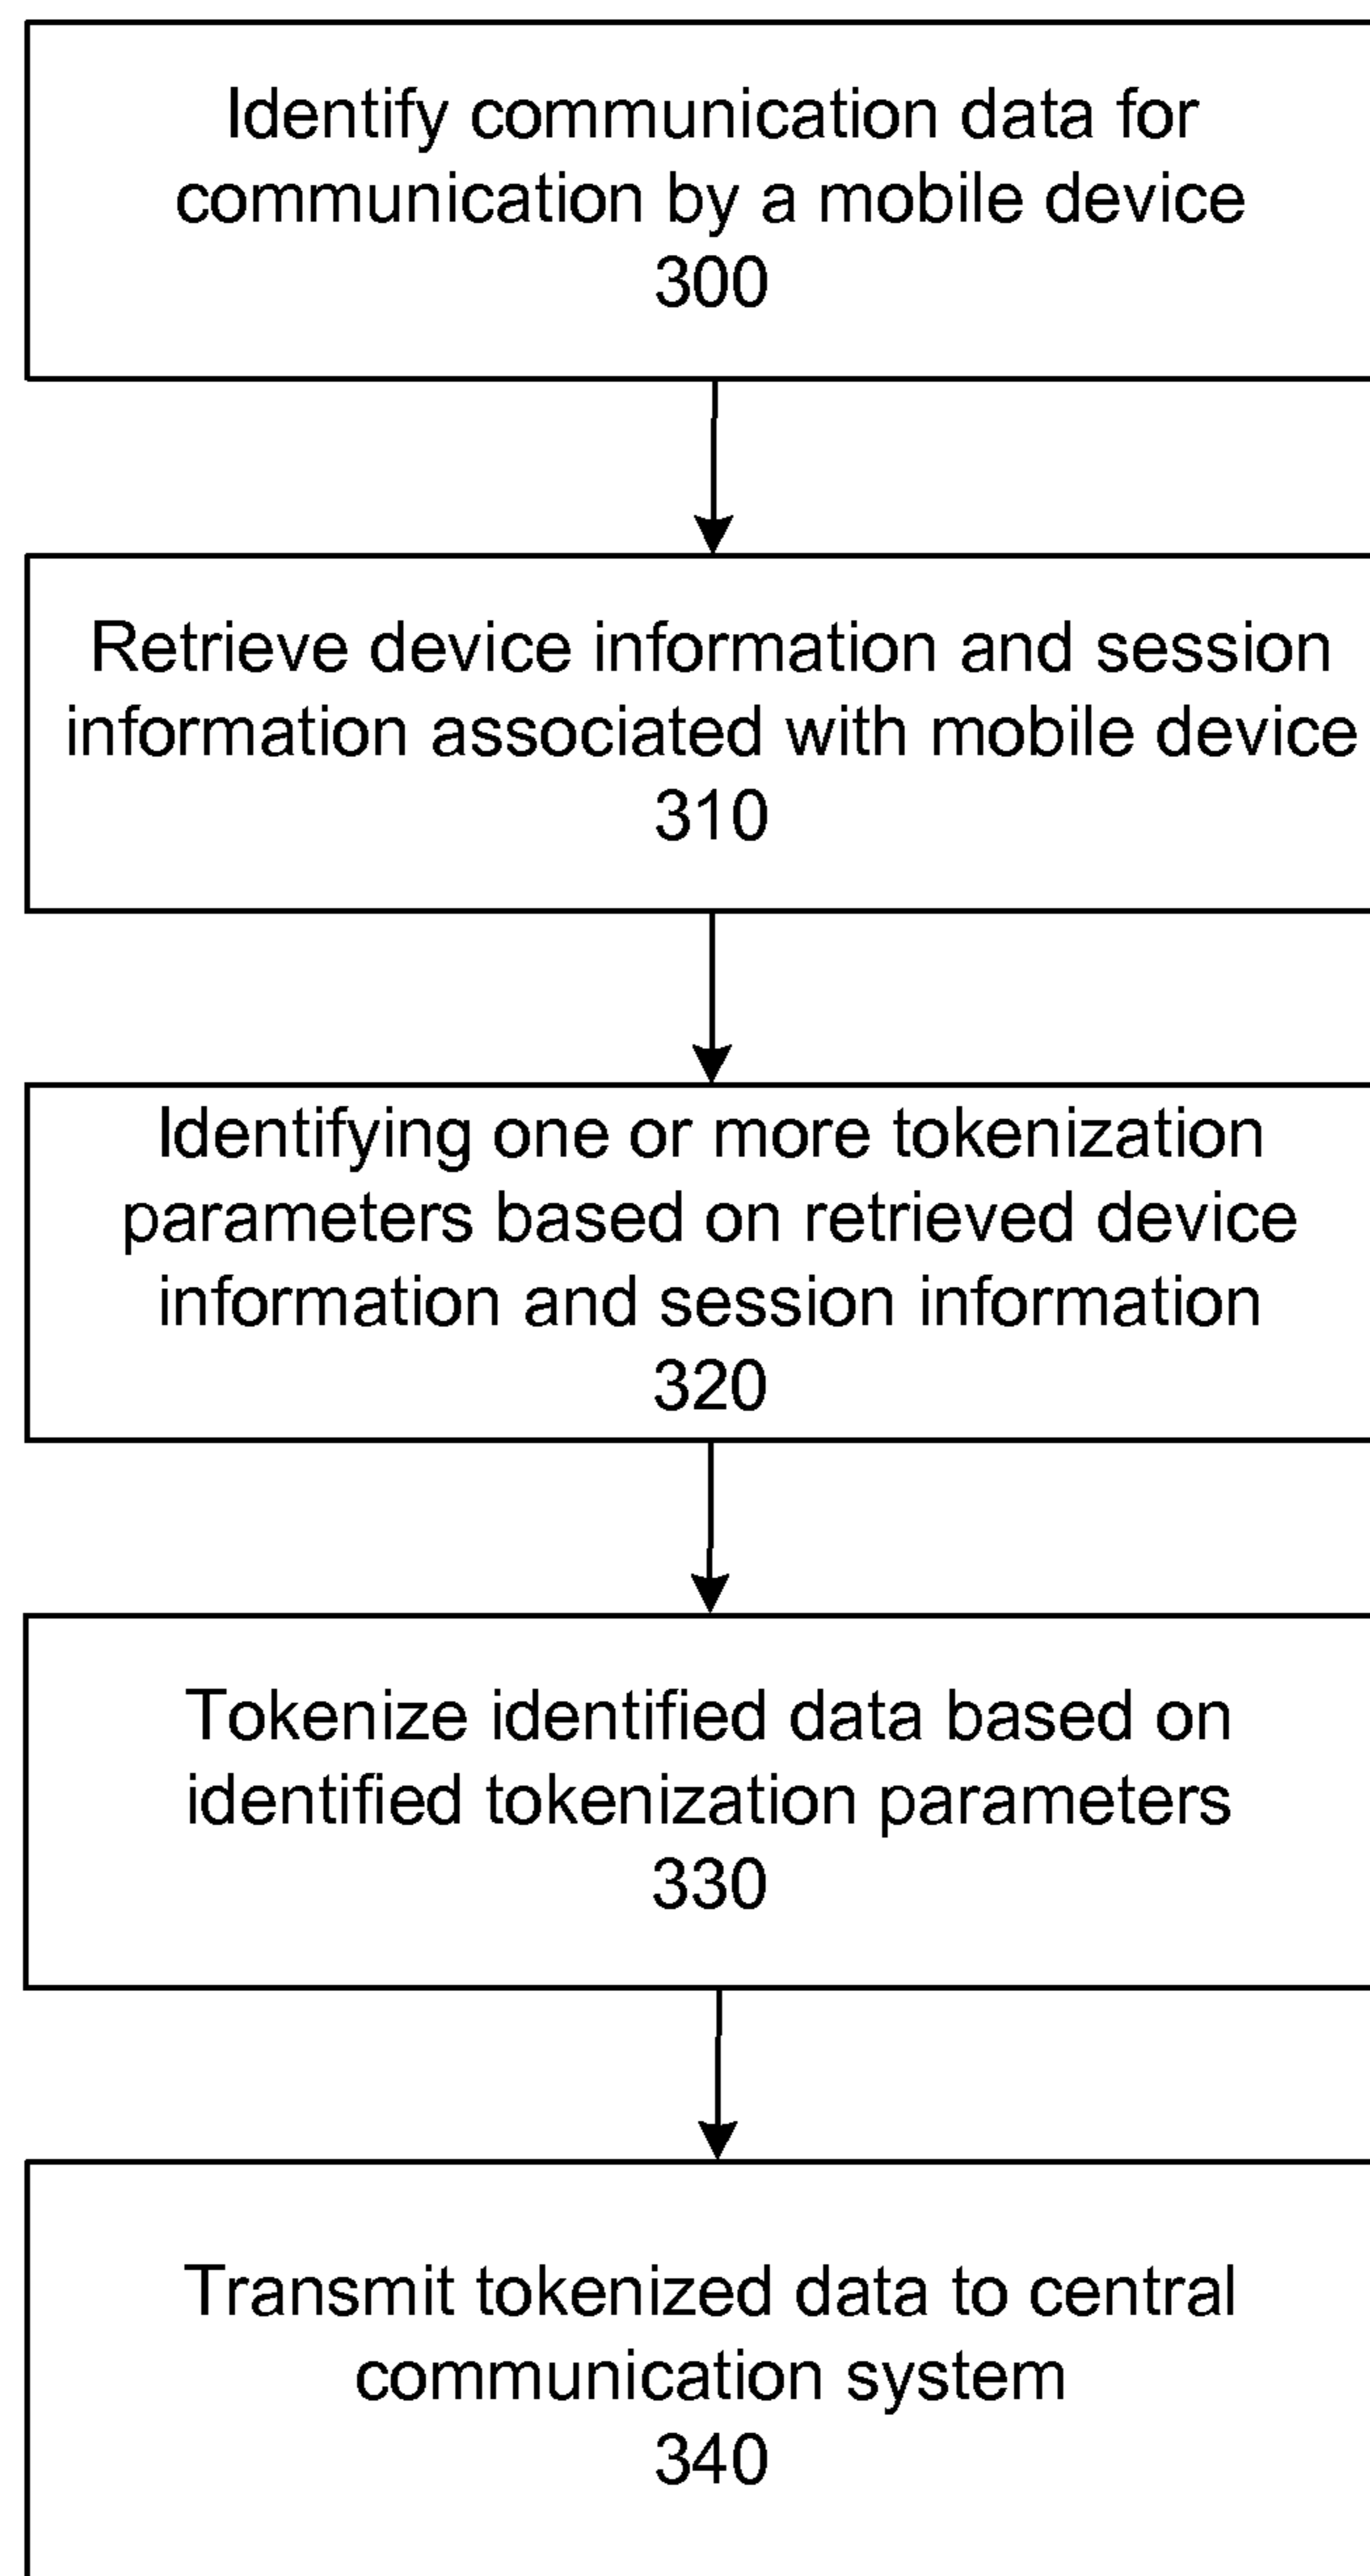 Identify communication data for
communication by a mobile device
300
Retrieve device information and session
information associated with mobile device
310
Identifying one or more tokenization
parameters based on retrieved device
information and session information
320
Tokenize identified data based on
identified tokenization parameters
330
Transmit tokenized data to central
communication system
340